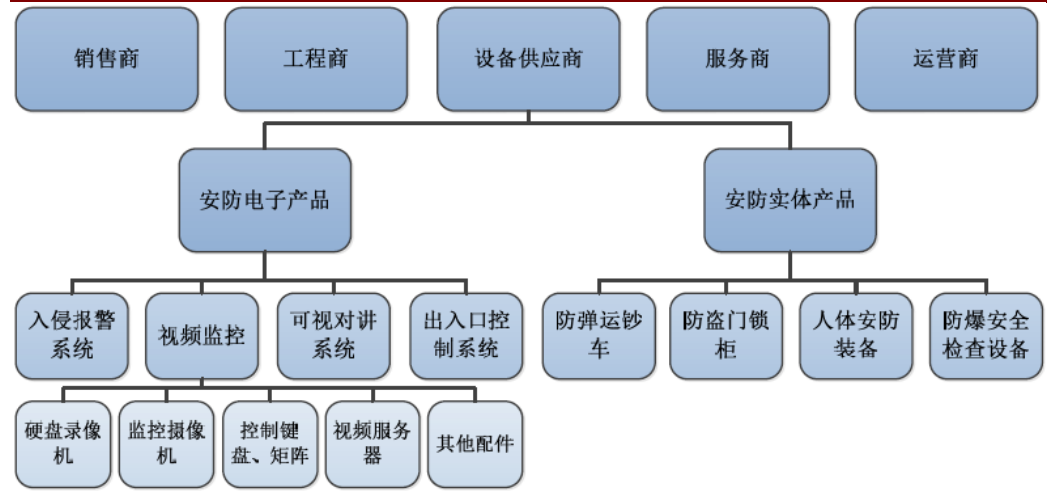 销售商
工程商
设备供应商
服务商
运营商
安防电子产品
安防实体产品
入侵报警
系统
视频监控
可视对讲
系统
出入口控
制系统
防弹运钞
车
防盗门锁
柜
人体安防
装备
防爆安全
检查设备
硬盘录像
机
监控摄像
机
控制键
盘、矩阵
视频服务
器
其他配件